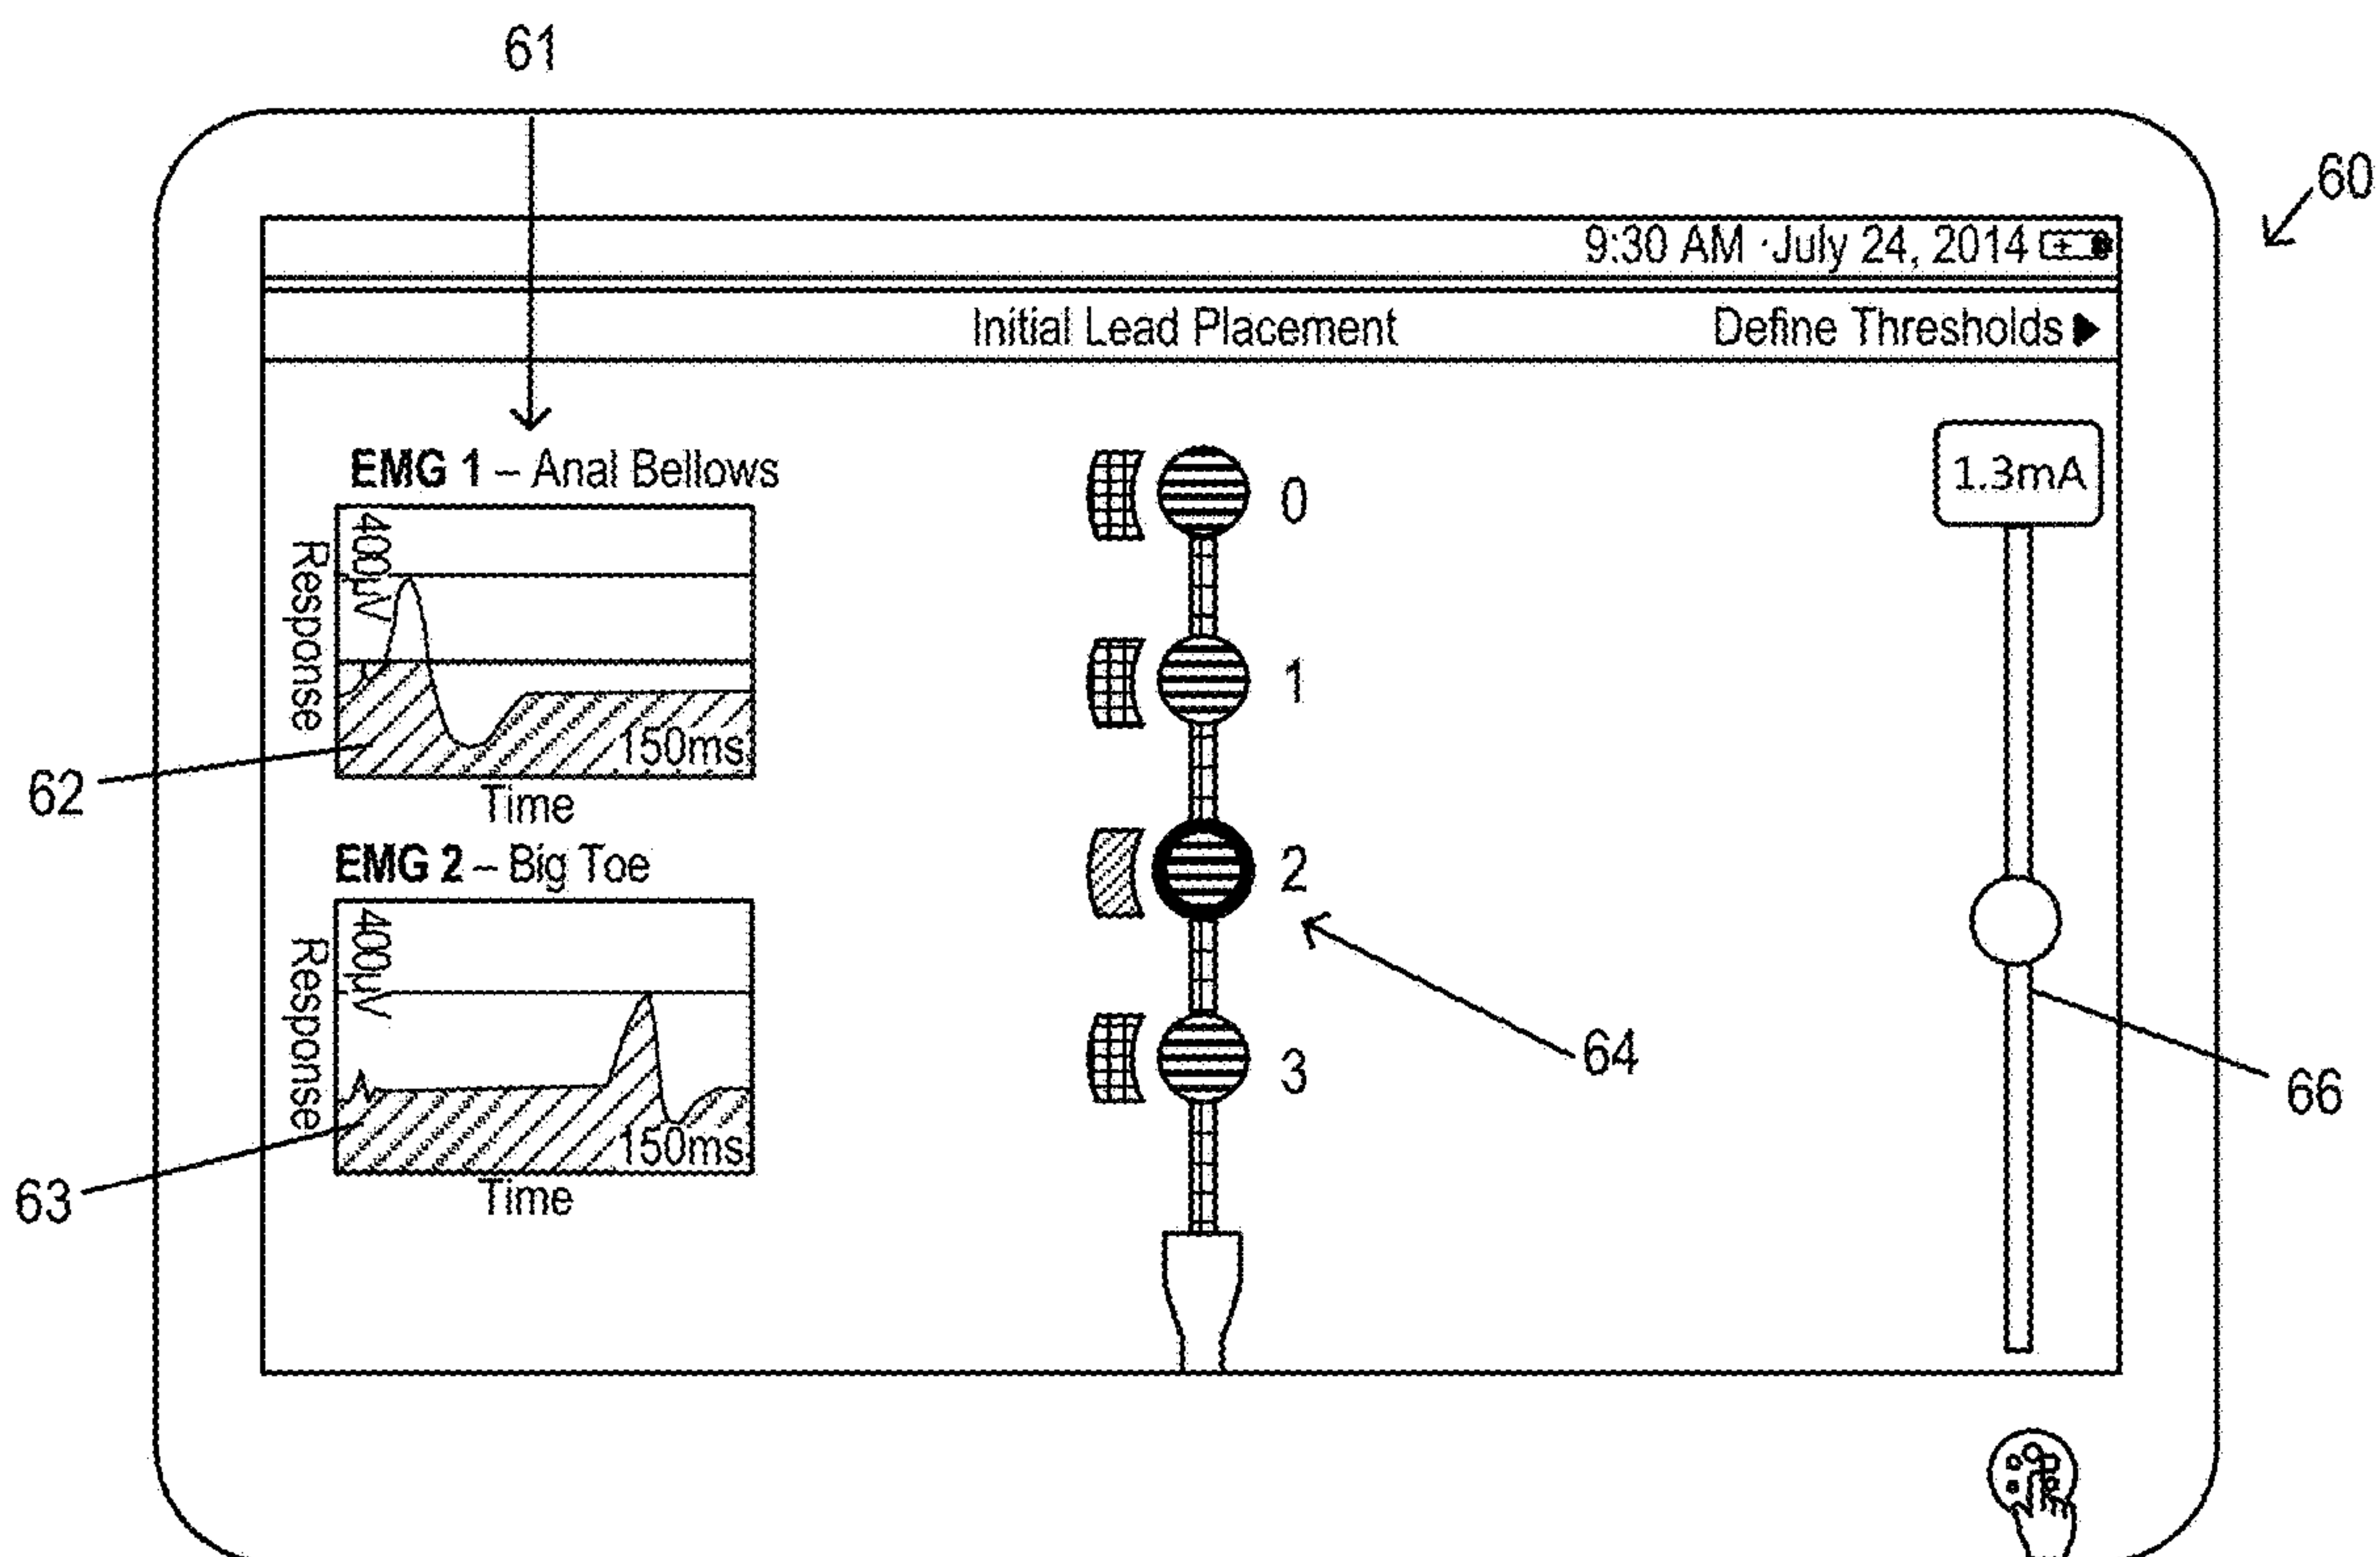 61
60
9:30 AM · July 24, 2014
Initial Lead Placement
Define Thresholds ▶
EMG 1 – Anal Bellows
1.3mA
400µV
Response
150ms
Time
62
EMG 2 – Big Toe
400µV
Response
150ms
Time
63
0
1
2
3
64
66